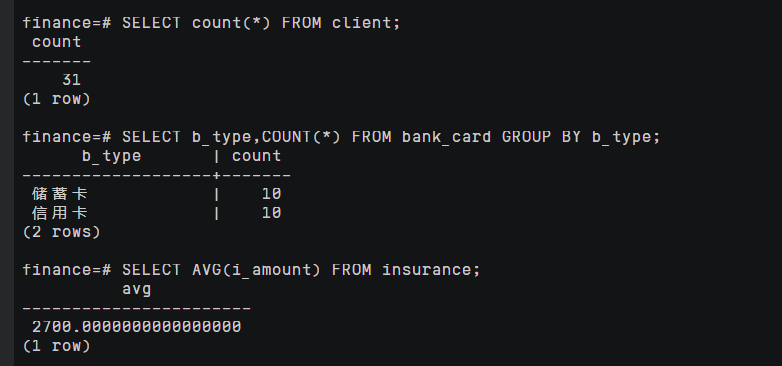 finance=# SELECT count(*) FROM client;
 count
-------
    31
(1 row)

finance=# SELECT b_type,COUNT(*) FROM bank_card GROUP BY b_type;
      b_type       | count
-------------------+-------
 储蓄卡            |    10
 信用卡            |    10
(2 rows)

finance=# SELECT AVG(i_amount) FROM insurance;
          avg
-----------------------
 2700.0000000000000000
(1 row)